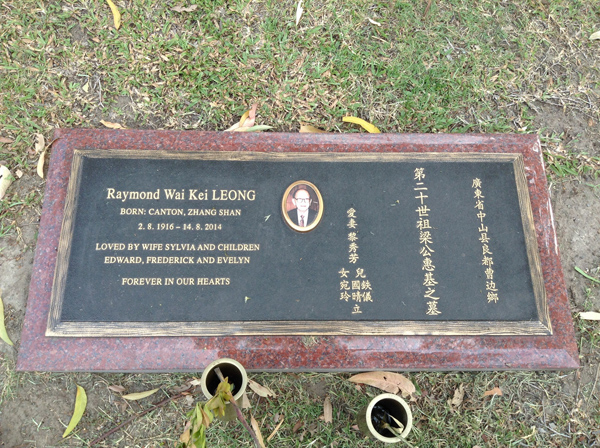 Raymond Wai Kei LEONG
BORN: CANTON, ZHANG SHAN
2. 8. 1916 ~ 14. 8. 2014
LOVED BY WIFE SYLVIA AND CHILDREN
EDWARD, FREDERICK AND EVELYN
FOREVER IN OUR HEARTS
廣東省中山县良都曹边鄉
第二十世祖梁公惠基之墓
愛妻黎秀芳
兒鉄儀
國晴立
女宛玲